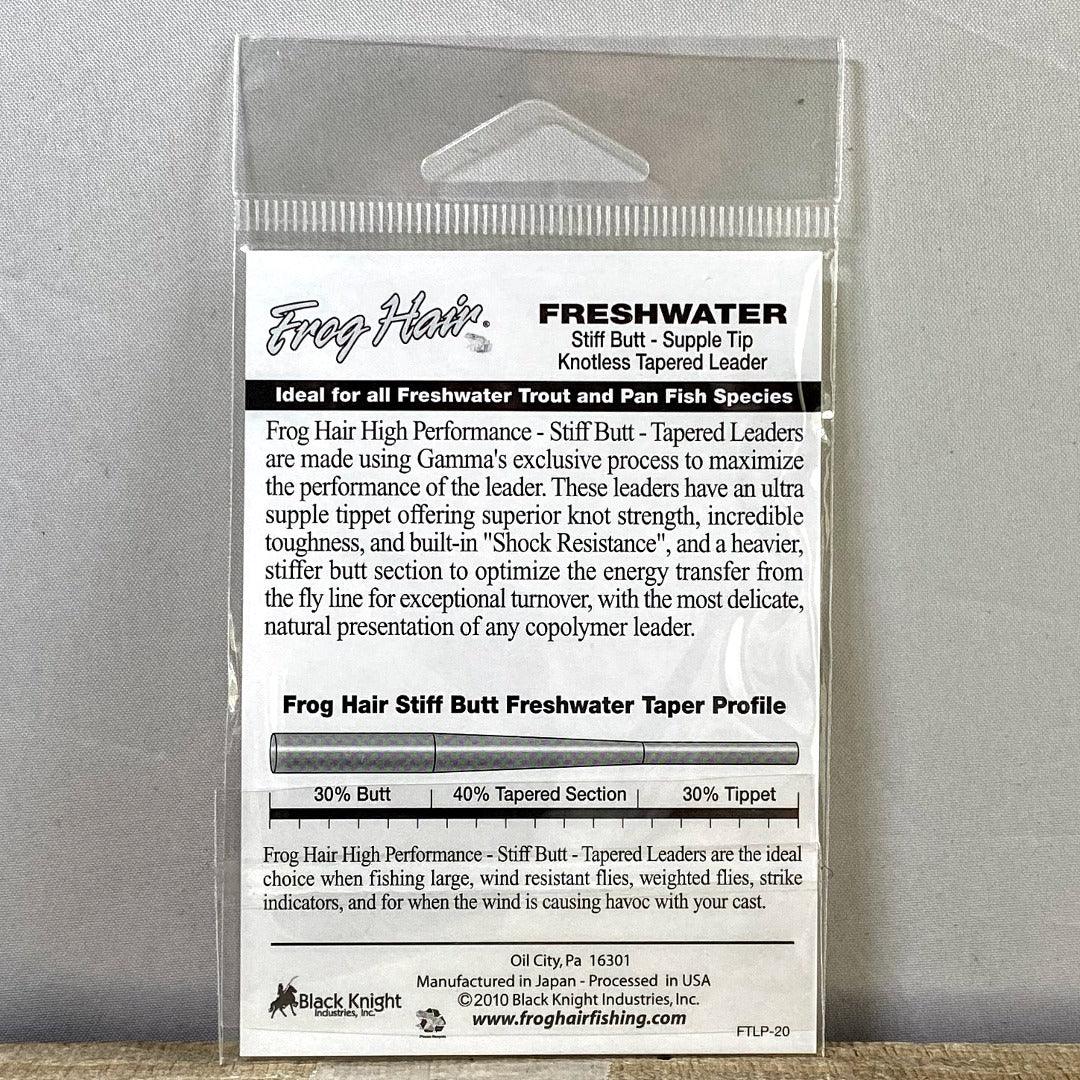 Frog Hair®
FRESHWATER
Stiff Butt - Supple Tip
Knotless Tapered Leader
Ideal for all Freshwater Trout and Pan Fish Species
Frog Hair High Performance - Stiff Butt - Tapered Leaders
are made using Gamma's exclusive process to maximize
the performance of the leader. These leaders have an ultra
supple tippet offering superior knot strength, incredible
toughness, and built-in "Shock Resistance", and a heavier,
stiffer butt section to optimize the energy transfer from
the fly line for exceptional turnover, with the most delicate,
natural presentation of any copolymer leader.
Frog Hair Stiff Butt Freshwater Taper Profile
30% Butt 40% Tapered Section 30% Tippet
Frog Hair High Performance - Stiff Butt - Tapered Leaders are the ideal
choice when fishing large, wind resistant flies, weighted flies, strike
indicators, and for when the wind is causing havoc with your cast.
Oil City, Pa 16301
Manufactured in Japan - Processed in USA
©2010 Black Knight Industries, Inc.
www.froghairfishing.com
Black Knight
Industries, Inc.
Please Recycle
FTLP-20